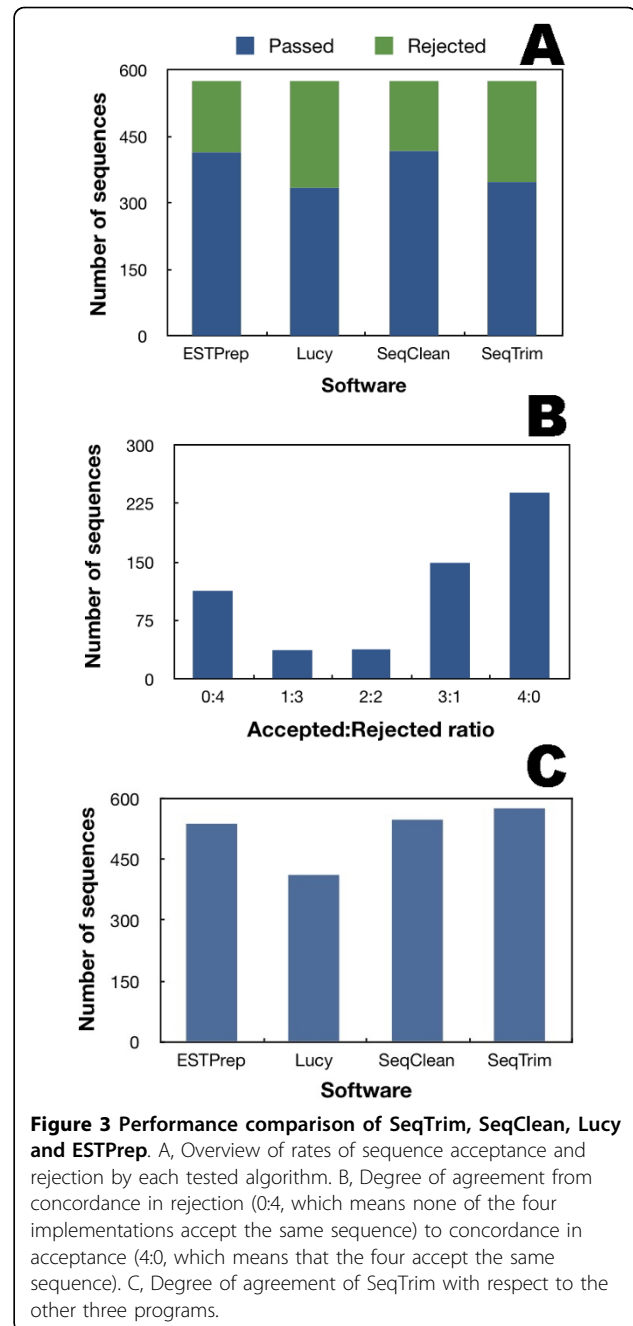 Passed Rejected A
600
450
300
150
0
Number of sequences
ESTPrep Lucy SeqClean SeqTrim
Software
B
300
225
150
75
0
Number of sequences
0:4 1:3 2:2 3:1 4:0
Accepted:Rejected ratio
C
600
450
300
150
0
Number of sequences
ESTPrep Lucy SeqClean SeqTrim
Software
Figure 3 Performance comparison of SeqTrim, SeqClean, Lucy
and ESTPrep. A, Overview of rates of sequence acceptance and
rejection by each tested algorithm. B, Degree of agreement from
concordance in rejection (0:4, which means none of the four
implementations accept the same sequence) to concordance in
acceptance (4:0, which means that the four accept the same
sequence). C, Degree of agreement of SeqTrim with respect to the
other three programs.